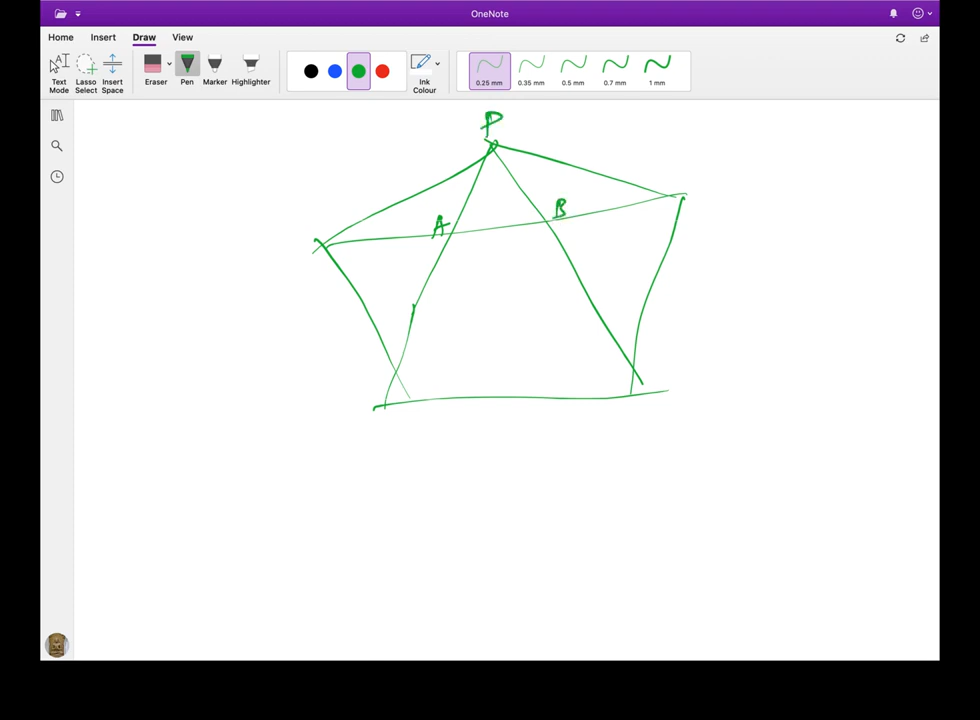 OneNote
Home Insert Draw View
Text Mode
Lasso Select
Insert Space
Eraser
Pen
Marker
Highlighter
Ink Colour
0.25 mm
0.35 mm
0.5 mm
0.7 mm
1 mm
P
A
B